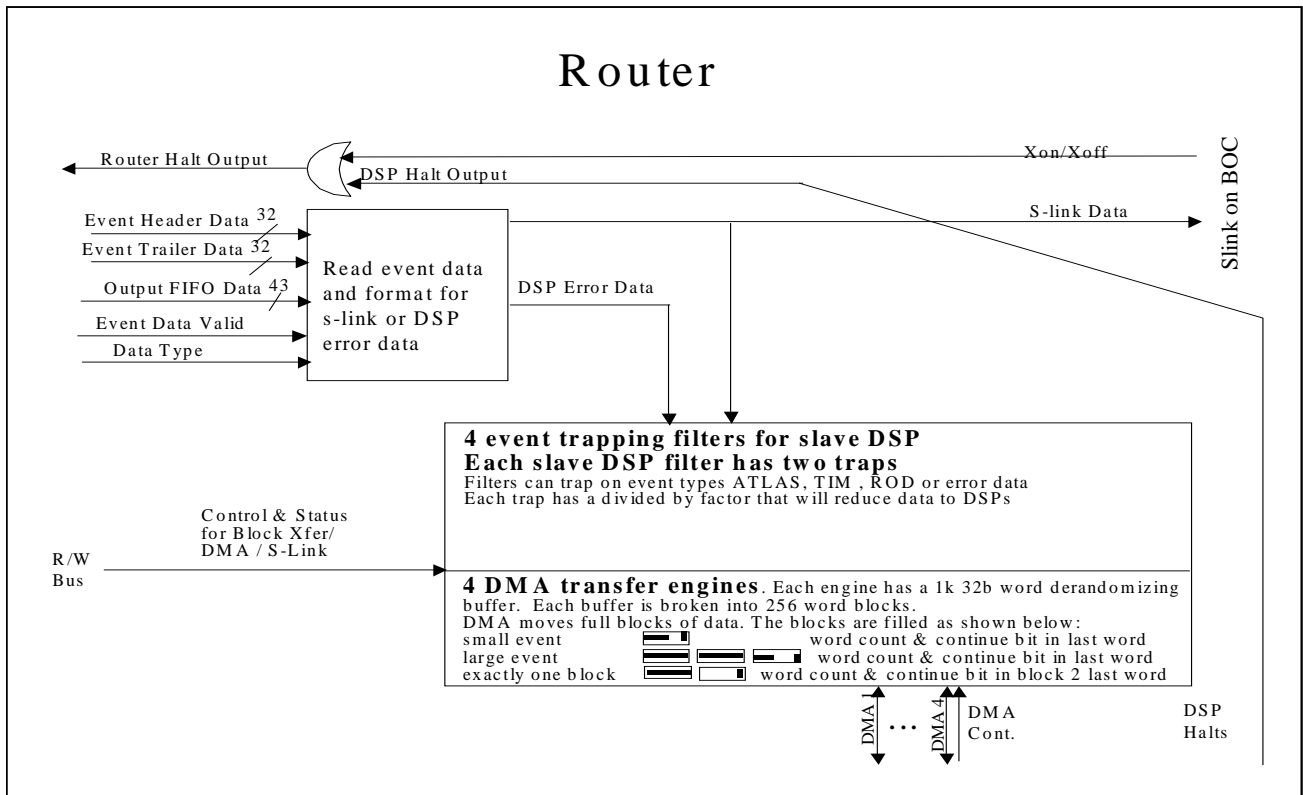 Router
Xon/Xoff
Router Halt Output
DSP Halt Output
Slink on BOC
S-link Data
Event Header Data 32
Event Trailer Data 32
Output FIFO Data 43
Event Data Valid
Data Type
Read event data
and format for
s-link or DSP
error data
DSP Error Data
4 event trapping filters for slave DSP
Each slave DSP filter has two traps
Filters can trap on event types ATLAS, TIM , ROD or error data
Each trap has a divided by factor that will reduce data to DSPs
Control & Status
for Block Xfer/
DMA / S-Link
R/W
Bus
4 DMA transfer engines. Each engine has a 1k 32b word derandomizing
buffer. Each buffer is broken into 256 word blocks.
DMA moves full blocks of data. The blocks are filled as shown below:
small event word count & continue bit in last word
large event word count & continue bit in last word
exactly one block word count & continue bit in block 2 last word
DMA 1
...
DMA 4
DMA
Cont.
DSP
Halts